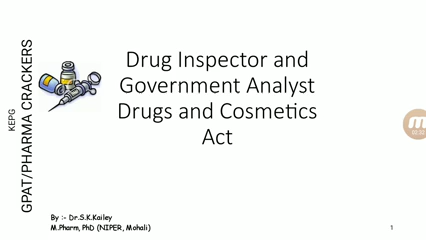 Drug Inspector and
Government Analyst
Drugs and Cosmetics
Act
KEPG
GPAT/PHARMA CRACKERS
By :- Dr.S.K.Kailey
M.Pharm, PhD (NIPER, Mohali)
1